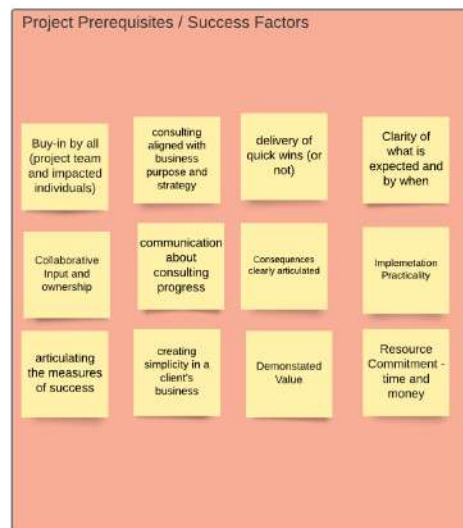 Project Prerequisites / Success Factors
Buy-in by all
(project team
and impacted
individuals)
consulting
aligned with
business
purpose and
strategy
delivery of
quick wins (or
not)
Clarity of
what is
expected and
by when
Collaborative
Input and
ownership
communication
about
consulting
progress
Consequences
clearly articulated
Implemetation
Practicality
articulating
the measures
of success
creating
simplicity in a
client's
business
Demonstated
Value
Resource
Commitment -
time and
money